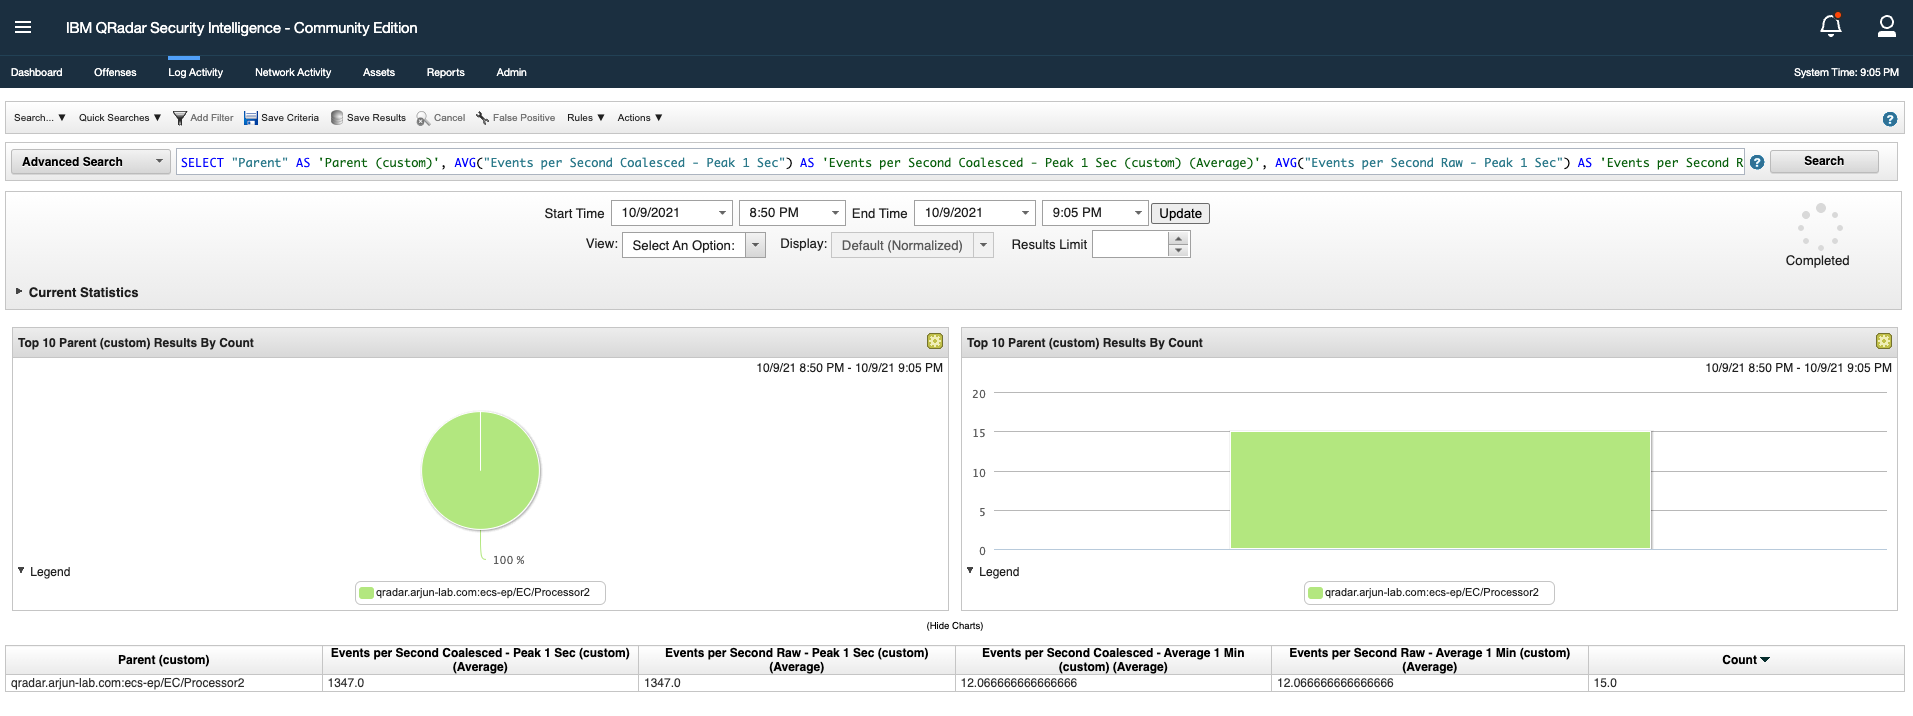 IBM QRadar Security Intelligence - Community Edition
Dashboard Offenses Log Activity Network Activity Assets Reports Admin System Time: 9:05 PM
Search... Quick Searches Add Filter Save Criteria Save Results Cancel False Positive Rules Actions
Advanced Search SELECT "Parent" AS 'Parent (custom)', AVG("Events per Second Coalesced - Peak 1 Sec") AS 'Events per Second Coalesced - Peak 1 Sec (custom) (Average)', AVG("Events per Second Raw - Peak 1 Sec") AS 'Events per Second R Search
Start Time 10/9/2021 8:50 PM End Time 10/9/2021 9:05 PM Update
View: Select An Option: Display: Default (Normalized) Results Limit
Completed
Current Statistics
Top 10 Parent (custom) Results By Count
10/9/21 8:50 PM - 10/9/21 9:05 PM
100 %
Legend
qradar.arjun-lab.com:ecs-ep/EC/Processor2
Top 10 Parent (custom) Results By Count
10/9/21 8:50 PM - 10/9/21 9:05 PM
20
15
10
5
0
Legend
qradar.arjun-lab.com:ecs-ep/EC/Processor2
(Hide Charts)
Parent (custom) Events per Second Coalesced - Peak 1 Sec (custom) (Average) Events per Second Raw - Peak 1 Sec (custom) (Average) Events per Second Coalesced - Average 1 Min (custom) (Average) Events per Second Raw - Average 1 Min (custom) (Average) Count
qradar.arjun-lab.com:ecs-ep/EC/Processor2 1347.0 1347.0 12.066666666666666 12.066666666666666 15.0